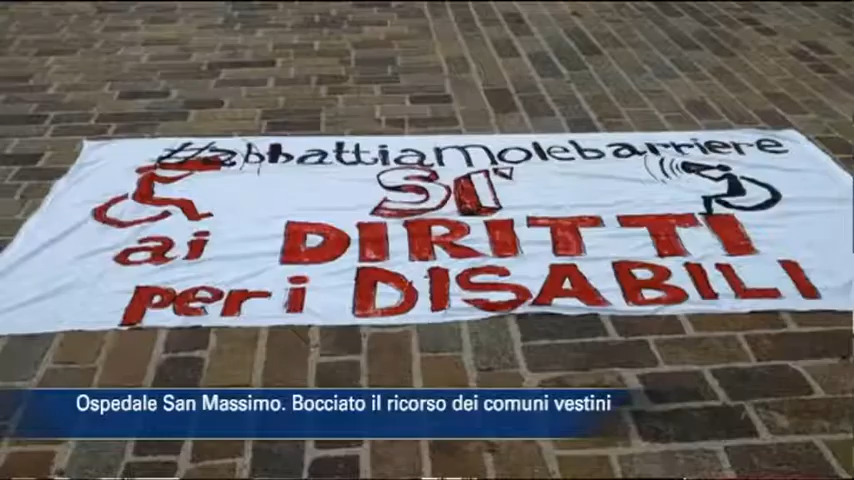 #abbattiamolebarriere
SI'
ai DIRITTI
per i DISABILI
Ospedale San Massimo. Bocciato il ricorso dei comuni vestini